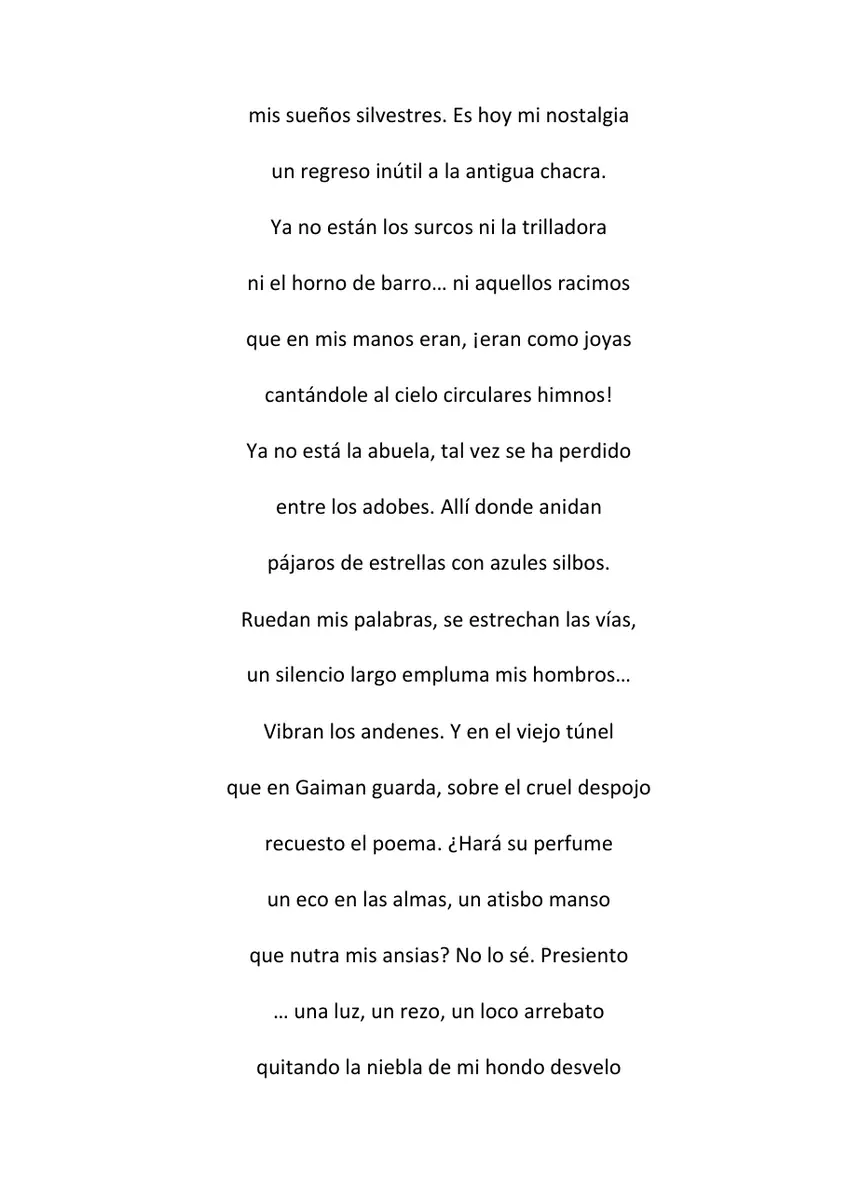 mis sueños silvestres. Es hoy mi nostalgia
un regreso inútil a la antigua chacra.
Ya no están los surcos ni la trilladora
ni el horno de barro… ni aquellos racimos
que en mis manos eran, ¡eran como joyas
cantándole al cielo circulares himnos!
Ya no está la abuela, tal vez se ha perdido
entre los adobes. Allí donde anidan
pájaros de estrellas con azules silbos.
Ruedan mis palabras, se estrechan las vías,
un silencio largo empluma mis hombros…
Vibran los andenes. Y en el viejo túnel
que en Gaiman guarda, sobre el cruel despojo
recuesto el poema. ¿Hará su perfume
un eco en las almas, un atisbo manso
que nutra mis ansias? No lo sé. Presiento
… una luz, un rezo, un loco arrebato
quitando la niebla de mi hondo desvelo